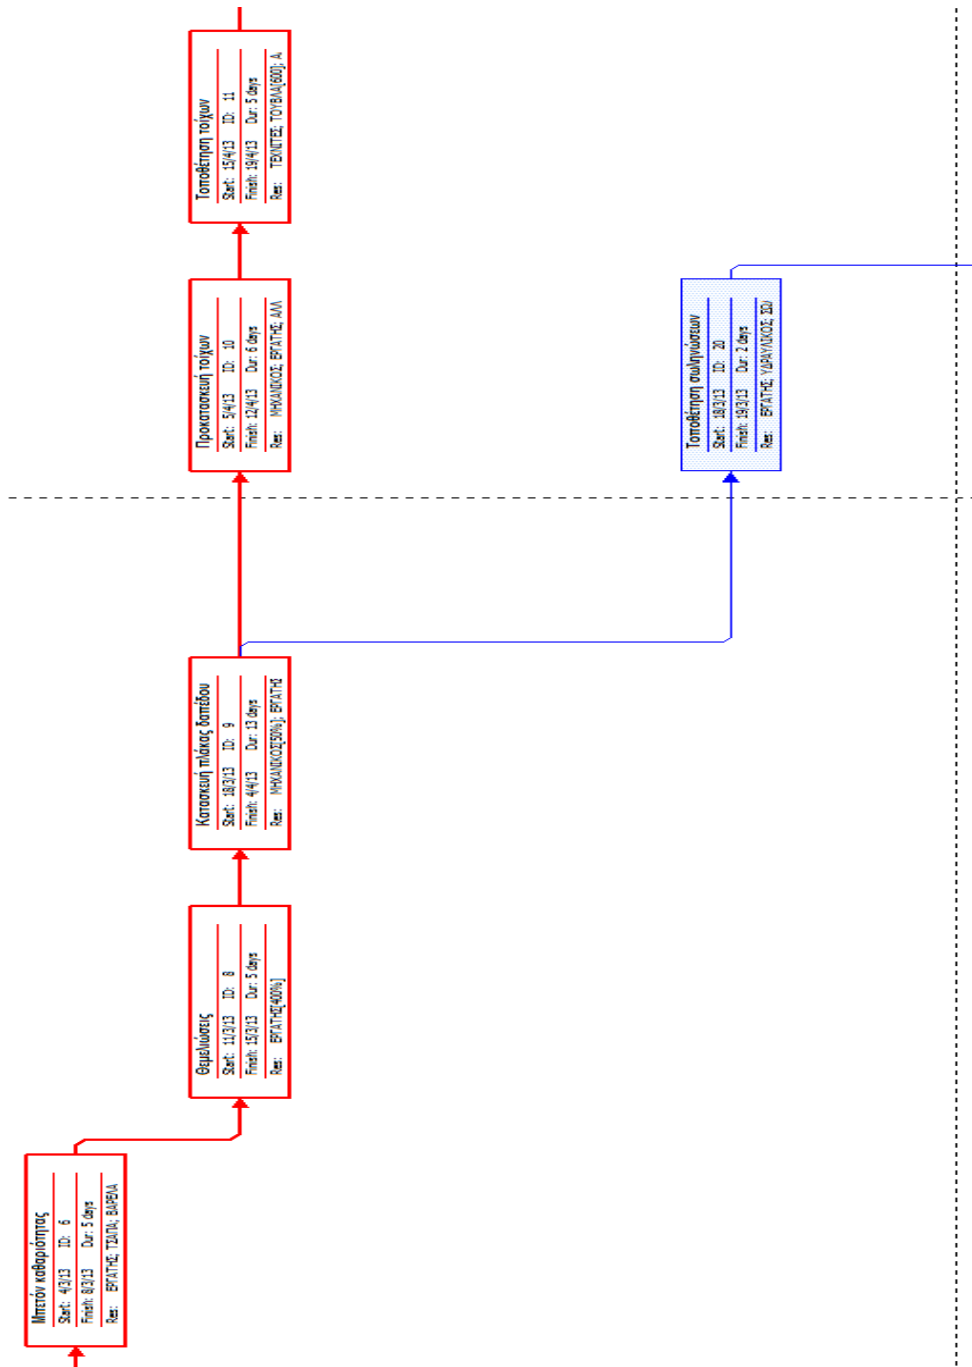 Μπετόν καθαριότητας
Start: 4/3/13 ID: 6
Finish: 8/3/13 Dur: 5 days
Res: ΕΡΓΑΤΗΣ; ΤΣΑΠΑ; ΒΑΡΕΛΑ
Θεμελιώσεις
Start: 11/3/13 ID: 8
Finish: 15/3/13 Dur: 5 days
Res: ΕΡΓΑΤΗΣ[400%]
Κατασκευή πλάκας δαπέδου
Start: 18/3/13 ID: 9
Finish: 4/4/13 Dur: 13 days
Res: ΜΗΧΑΝΙΚΟΣ[50%]; ΕΡΓΑΤΗΣ
Προκατασκευή τοίχων
Start: 5/4/13 ID: 10
Finish: 12/4/13 Dur: 6 days
Res: ΜΗΧΑΝΙΚΟΣ; ΕΡΓΑΤΗΣ; ΑΛΛ
Τοποθέτηση τοίχων
Start: 15/4/13 ID: 11
Finish: 19/4/13 Dur: 5 days
Res: ΤΕΧΝΙΤΕΣ; ΤΟΥΒΛΑ[600];
Τοποθέτηση σωληνώσεων
Start: 18/3/13 ID: 20
Finish: 19/3/13 Dur: 2 days
Res: ΕΡΓΑΤΗΣ; ΥΔΡΑΥΛΙΚΟΣ;